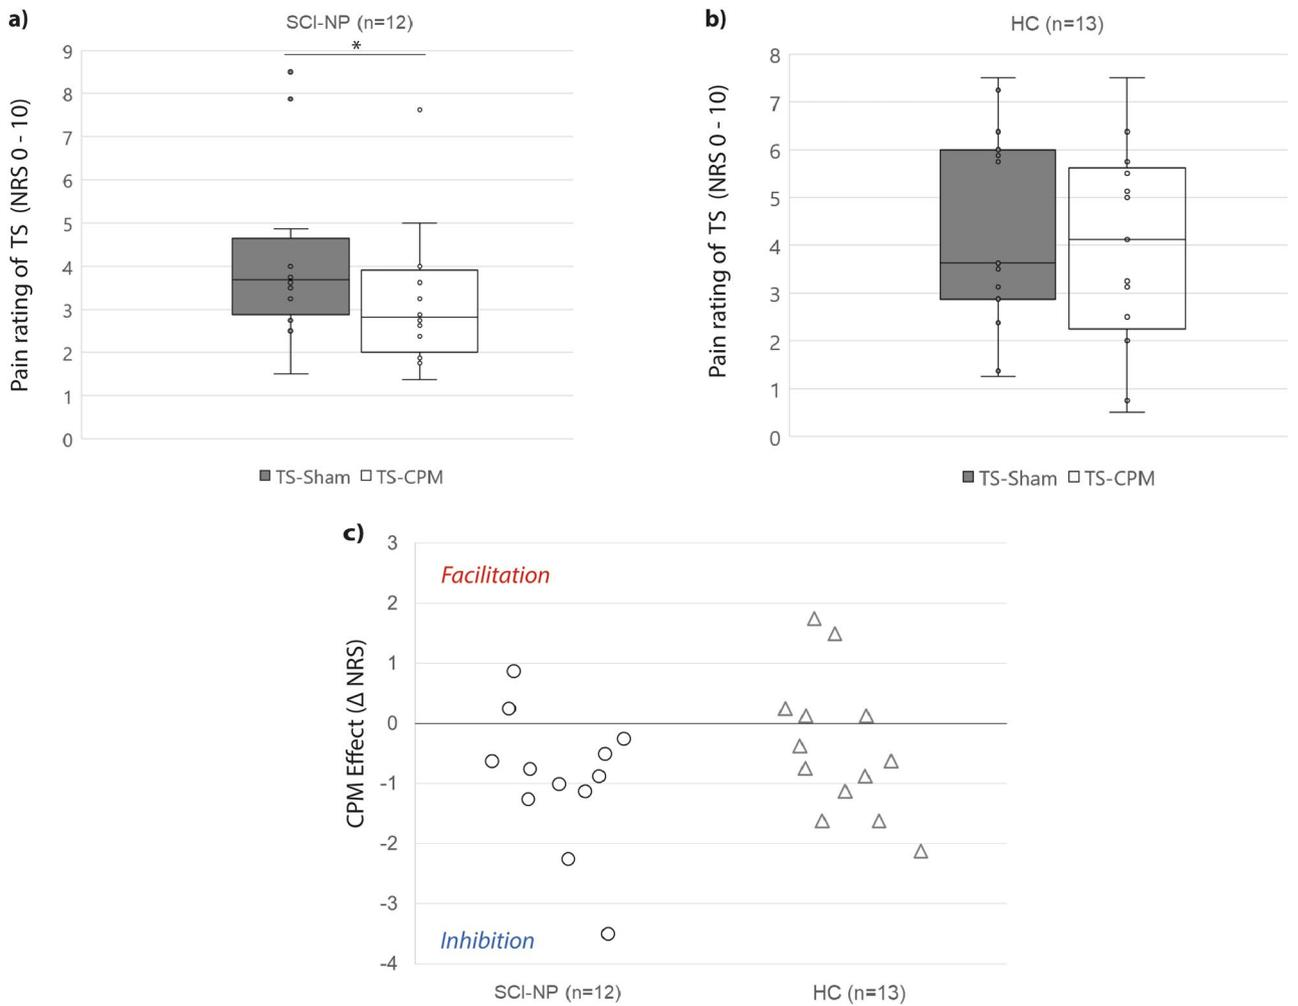 a)
SCI-NP (n=12)
*
Pain rating of TS (NRS 0 - 10)
9
8
7
6
5
4
3
2
1
0
TS-Sham TS-CPM
b)
HC (n=13)
Pain rating of TS (NRS 0 - 10)
8
7
6
5
4
3
2
1
0
TS-Sham TS-CPM
c)
CPM Effect (Δ NRS)
3
2
1
0
-1
-2
-3
-4
Facilitation
Inhibition
SCI-NP (n=12)
HC (n=13)